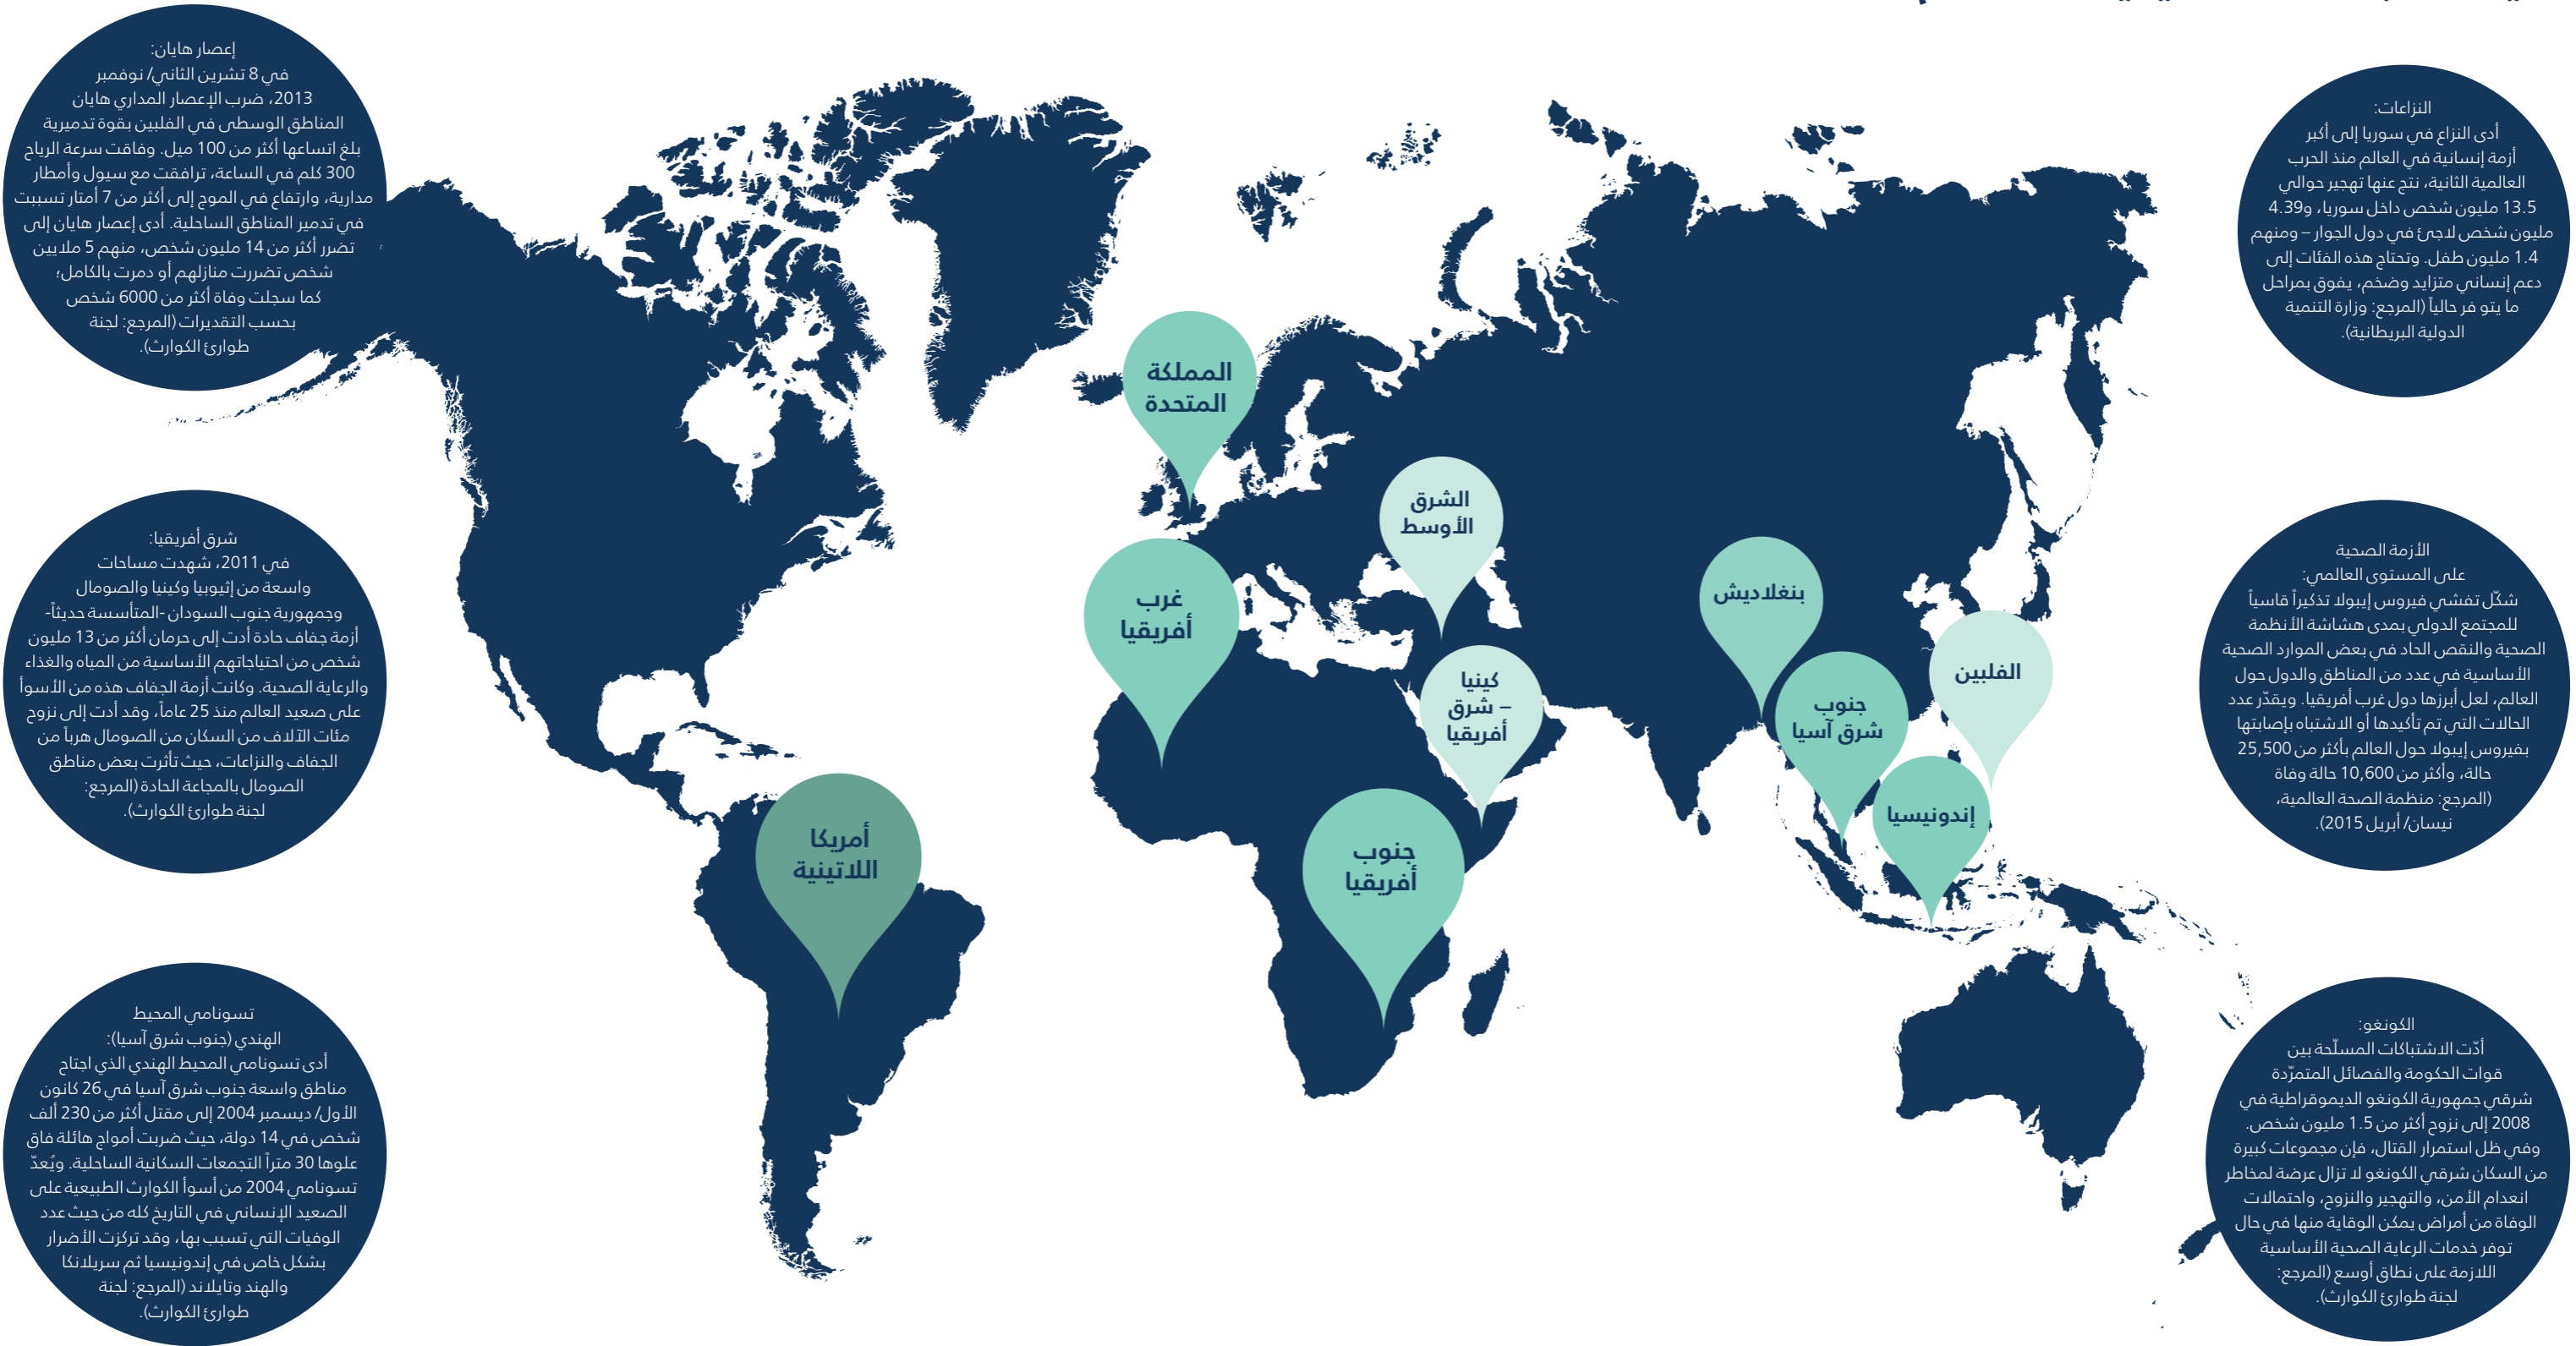 النزاعات:
أدى النزاع في سوريا إلى أكبر
أزمة إنسانية في العالم منذ الحرب
العالمية الثانية، نتج عنها تهجير حوالي
13.5 مليون شخص داخل سوريا، و4.39
مليون شخص لاجئ في دول الجوار – ومنهم
1.4 مليون طفل. وتحتاج هذه الفئات إلى
دعم إنساني متزايد وضخم، يفوق بمراحل
ما يتو فر حالياً (المرجع: وزارة التنمية
الدولية البريطانية).
الأزمة الصحية
على المستوى العالمي:
شكّل تفشي فيروس إيبولا تذكيراً قاسياً
للمجتمع الدولي بمدى هشاشة الأنظمة
الصحية والنقص الحاد في بعض الموارد الصحية
الأساسية في عدد من المناطق والدول حول
العالم، لعل أبرزها دول غرب أفريقيا. ويقدّر عدد
الحالات التي تم تأكيدها أو الاشتباه بإصابتها
بفيروس إيبولا حول العالم بأكثر من 25,500
حالة، وأكثر من 10,600 حالة وفاة
(المرجع: منظمة الصحة العالمية،
نيسان/ أبريل 2015).
الكونغو:
أدّت الاشتباكات المسلّحة بين
قوات الحكومة والفصائل المتمرّدة
شرقي جمهورية الكونغو الديموقراطية في
2008 إلى نزوح أكثر من 1.5 مليون شخص.
وفي ظل استمرار القتال، فإن مجموعات كبيرة
من السكان شرقي الكونغو لا تزال عرضة لمخاطر
انعدام الأمن، والتهجير والنزوح، واحتمالات
الوفاة من أمراض يمكن الوقاية منها في حال
توفر خدمات الرعاية الصحية الأساسية
اللازمة على نطاق أوسع (المرجع:
لجنة طوارئ الكوارث).
المملكة
المتحدة
الشرق
الأوسط
غرب
أفريقيا
بنغلاديش
الفلبين
كينيا
– شرق
أفريقيا
جنوب
شرق آسيا
إندونيسيا
أمريكا
اللاتينية
جنوب
أفريقيا
إعصار هايان:
في 8 تشرين الثاني/ نوفمبر
2013، ضرب الإعصار المداري هايان
المناطق الوسطى في الفلبين بقوة تدميرية
بلغ اتساعها أكثر من 100 ميل. وفاقت سرعة الرياح
300 كلم في الساعة، ترافقت مع سيول وأمطار
مدارية، وارتفاع في الموج إلى أكثر من 7 أمتار تسببت
في تدمير المناطق الساحلية. أدى إعصار هايان إلى
تضرر أكثر من 14 مليون شخص، منهم 5 ملايين
شخص تضررت منازلهم أو دمرت بالكامل؛
كما سجلت وفاة أكثر من 6000 شخص
بحسب التقديرات (المرجع: لجنة
طوارئ الكوارث).
شرق أفريقيا:
في 2011، شهدت مساحات
واسعة من إثيوبيا وكينيا والصومال
وجمهورية جنوب السودان -المتأسسة حديثاً-
أزمة جفاف حادة أدت إلى حرمان أكثر من 13 مليون
شخص من احتياجاتهم الأساسية من المياه والغذاء
والرعاية الصحية. وكانت أزمة الجفاف هذه من الأسوأ
على صعيد العالم منذ 25 عاماً، وقد أدت إلى نزوح
مئات الآلاف من السكان من الصومال هرباً من
الجفاف والنزاعات، حيث تأثرت بعض مناطق
الصومال بالمجاعة الحادة (المرجع:
لجنة طوارئ الكوارث).
تسونامي المحيط
الهندي (جنوب شرق آسيا):
أدى تسونامي المحيط الهندي الذي اجتاح
مناطق واسعة جنوب شرق آسيا في 26 كانون
الأول/ ديسمبر 2004 إلى مقتل أكثر من 230 ألف
شخص في 14 دولة، حيث ضربت أمواج هائلة فاق
علوها 30 متراً التجمعات السكانية الساحلية. ويُعدّ
تسونامي 2004 من أسوأ الكوارث الطبيعية على
الصعيد الإنساني في التاريخ كله من حيث عدد
الوفيات التي تسبب بها، وقد تركزت الأضرار
بشكل خاص في إندونيسيا ثم سريلانكا
والهند وتايلاند (المرجع: لجنة
طوارئ الكوارث).